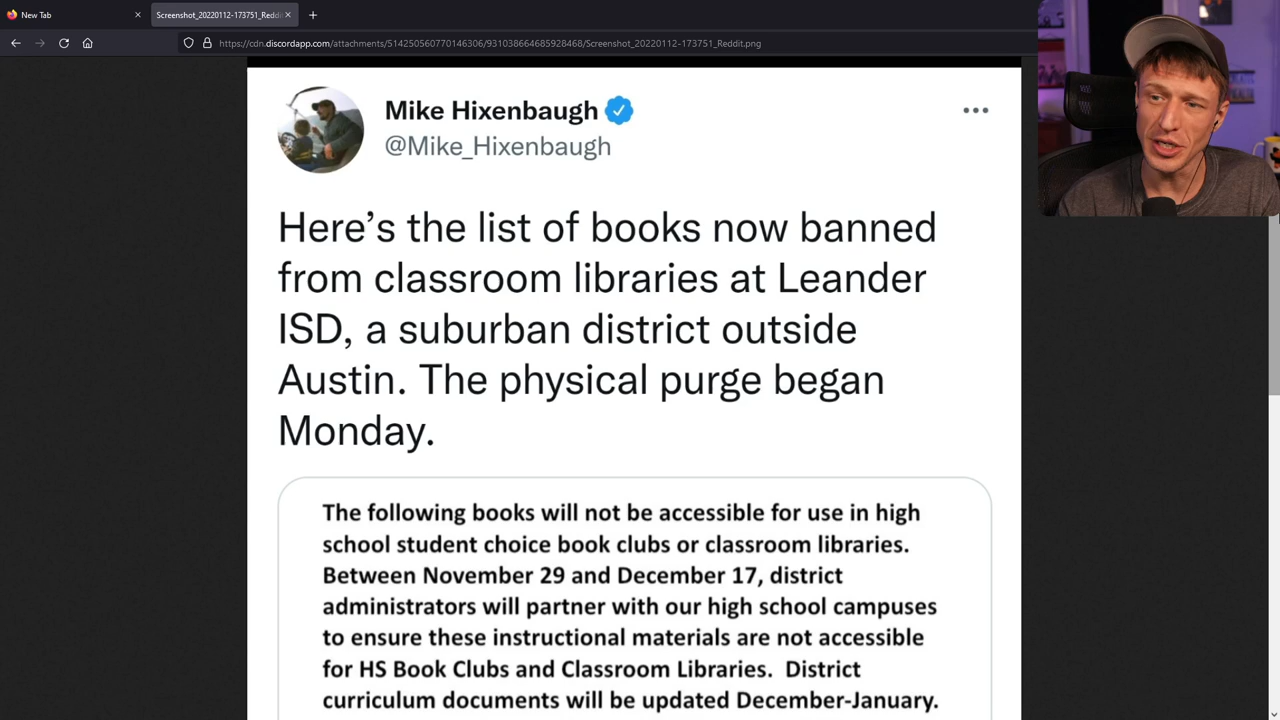 New Tab
Screenshot_20220112-173751_Reddit
https://cdn.discordapp.com/attachments/514250560770146306/931038664685928468/Screenshot_20220112-173751_Reddit.png
Mike Hixenbaugh
@Mike_Hixenbaugh
Here’s the list of books now banned
from classroom libraries at Leander
ISD, a suburban district outside
Austin. The physical purge began
Monday.
The following books will not be accessible for use in high
school student choice book clubs or classroom libraries.
Between November 29 and December 17, district
administrators will partner with our high school campuses
to ensure these instructional materials are not accessible
for HS Book Clubs and Classroom Libraries. District
curriculum documents will be updated December-January.